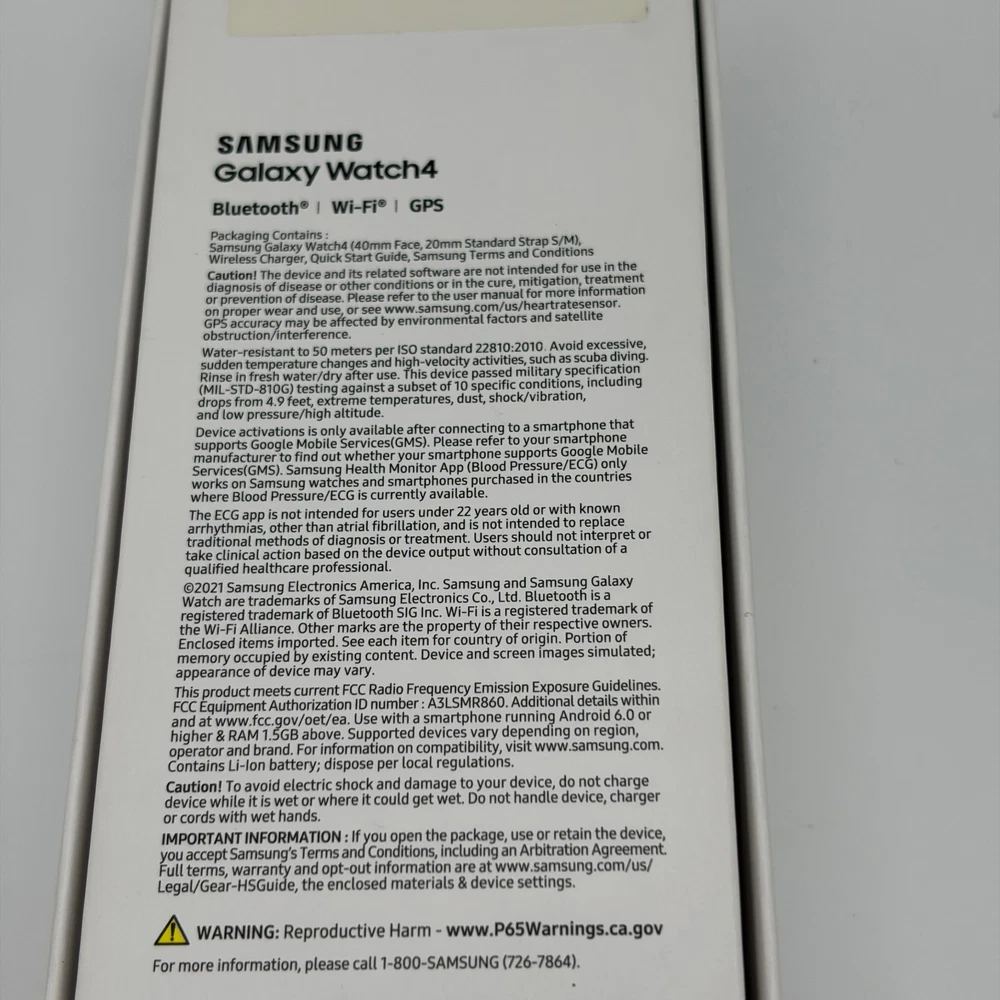 SAMSUNG
Galaxy Watch4
Bluetooth® | Wi-Fi® | GPS
Packaging Contains :
Samsung Galaxy Watch4 (40mm Face, 20mm Standard Strap S/M),
Wireless Charger, Quick Start Guide, Samsung Terms and Conditions
Caution! The device and its related software are not intended for use in the
diagnosis of disease or other conditions or in the cure, mitigation, treatment
or prevention of disease. Please refer to the user manual for more information
on proper wear and use, or see www.samsung.com/us/heartratesensor.
GPS accuracy may be affected by environmental factors and satellite
obstruction/interference.
Water-resistant to 50 meters per ISO standard 22810:2010. Avoid excessive,
sudden temperature changes and high-velocity activities, such as scuba diving.
Rinse in fresh water/dry after use. This device passed military specification
(MIL-STD-810G) testing against a subset of 10 specific conditions, including
drops from 4.9 feet, extreme temperatures, dust, shock/vibration,
and low pressure/high altitude.
Device activations is only available after connecting to a smartphone that
supports Google Mobile Services(GMS). Please refer to your smartphone
manufacturer to find out whether your smartphone supports Google Mobile
Services(GMS). Samsung Health Monitor App (Blood Pressure/ECG) only
works on Samsung watches and smartphones purchased in the countries
where Blood Pressure/ECG is currently available.
The ECG app is not intended for users under 22 years old or with known
arrhythmias, other than atrial fibrillation, and is not intended to replace
traditional methods of diagnosis or treatment. Users should not interpret or
take clinical action based on the device output without consultation of a
qualified healthcare professional.
©2021 Samsung Electronics America, Inc. Samsung and Samsung Galaxy
Watch are trademarks of Samsung Electronics Co., Ltd. Bluetooth is a
registered trademark of Bluetooth SIG Inc. Wi-Fi is a registered trademark of
the Wi-Fi Alliance. Other marks are the property of their respective owners.
Enclosed items imported. See each item for country of origin. Portion of
memory occupied by existing content. Device and screen images simulated;
appearance of device may vary.
This product meets current FCC Radio Frequency Emission Exposure Guidelines.
FCC Equipment Authorization ID number : A3LSMR860. Additional details within
and at www.fcc.gov/oet/ea. Use with a smartphone running Android 6.0 or
higher & RAM 1.5GB above. Supported devices vary depending on region,
operator and brand. For information on compatibility, visit www.samsung.com.
Contains Li-Ion battery; dispose per local regulations.
Caution! To avoid electric shock and damage to your device, do not charge
device while it is wet or where it could get wet. Do not handle device, charger
or cords with wet hands.
IMPORTANT INFORMATION : If you open the package, use or retain the device,
you accept Samsung's Terms and Conditions, including an Arbitration Agreement.
Full terms, warranty and opt-out information are at www.samsung.com/us/
Legal/Gear-HSGuide, the enclosed materials & device settings.
WARNING: Reproductive Harm - www.P65Warnings.ca.gov
For more information, please call 1-800-SAMSUNG (726-7864).